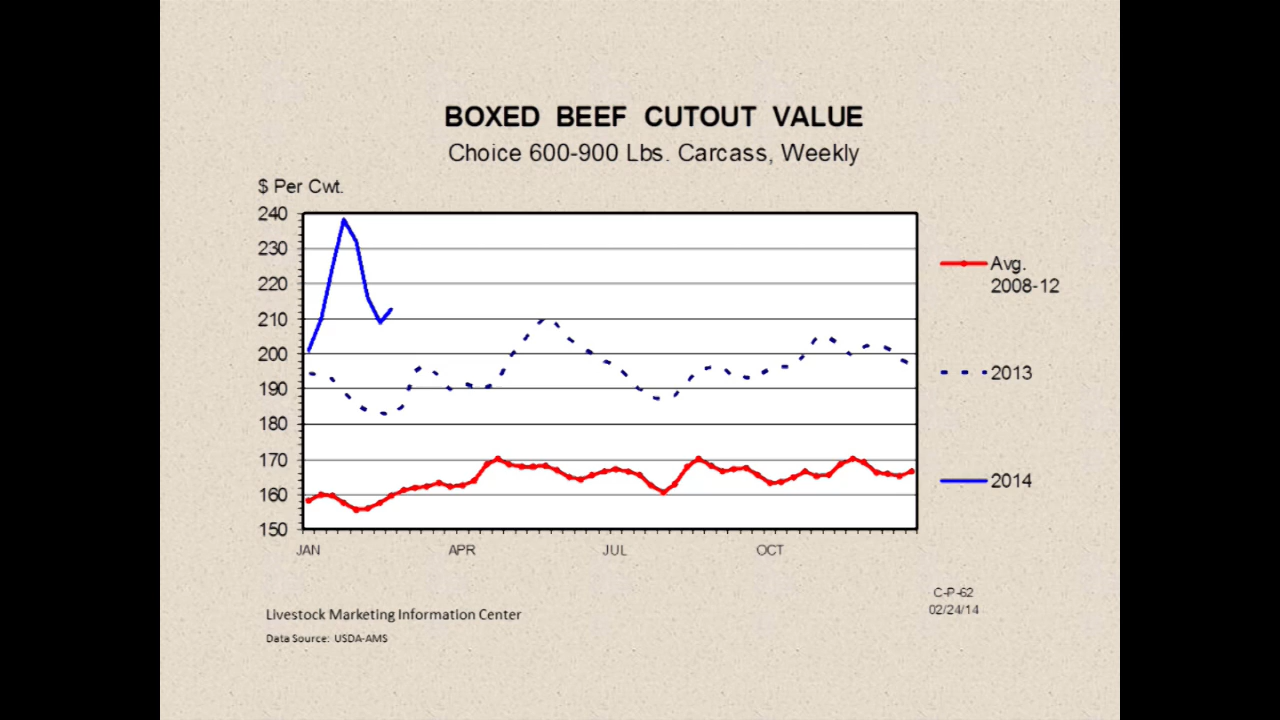 BOXED BEEF CUTOUT VALUE
Choice 600-900 Lbs. Carcass, Weekly
$ Per Cwt.
240
230
220
210
200
190
180
170
160
150
JAN APR JUL OCT
Avg.
2008-12
2013
2014
C-P-62
02/24/14
Livestock Marketing Information Center
Data Source: USDA-AMS